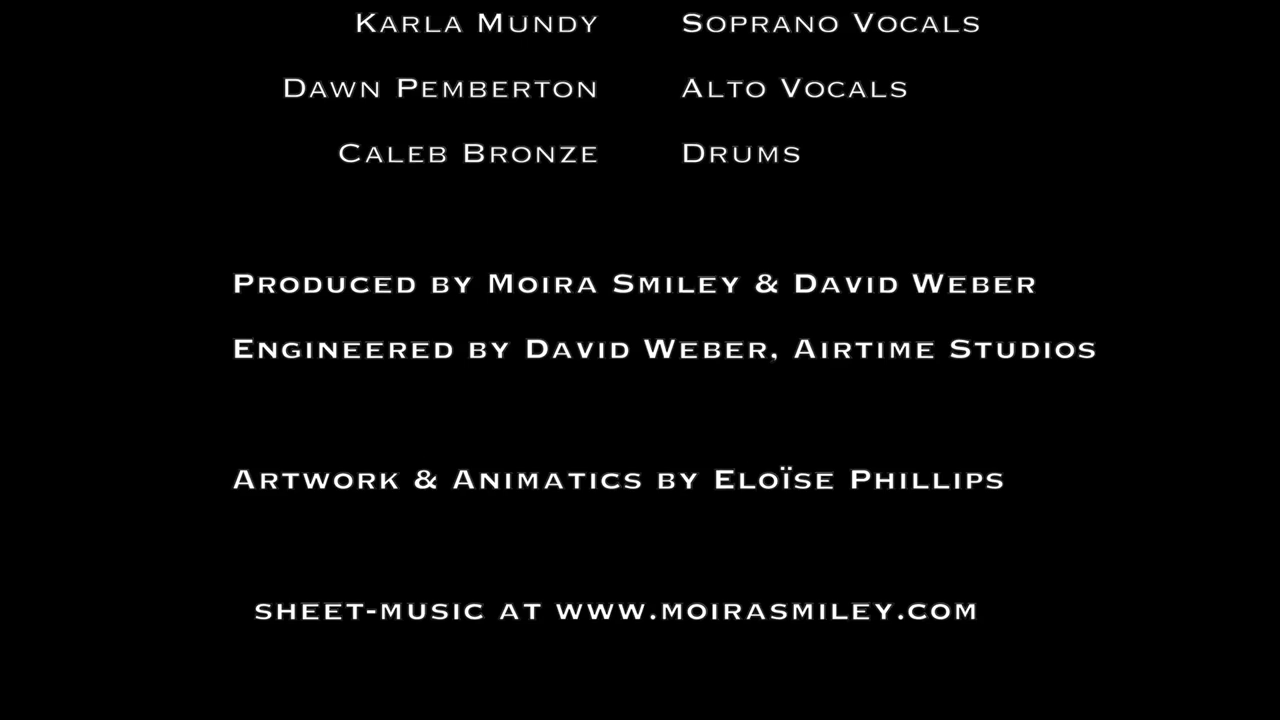 Karla Mundy Soprano Vocals
Dawn Pemberton Alto Vocals
Caleb Bronze Drums
Produced by Moira Smiley & David Weber
Engineered by David Weber, Airtime Studios
Artwork & Animatics by Eloïse Phillips
sheet-music at www.moirasmiley.com